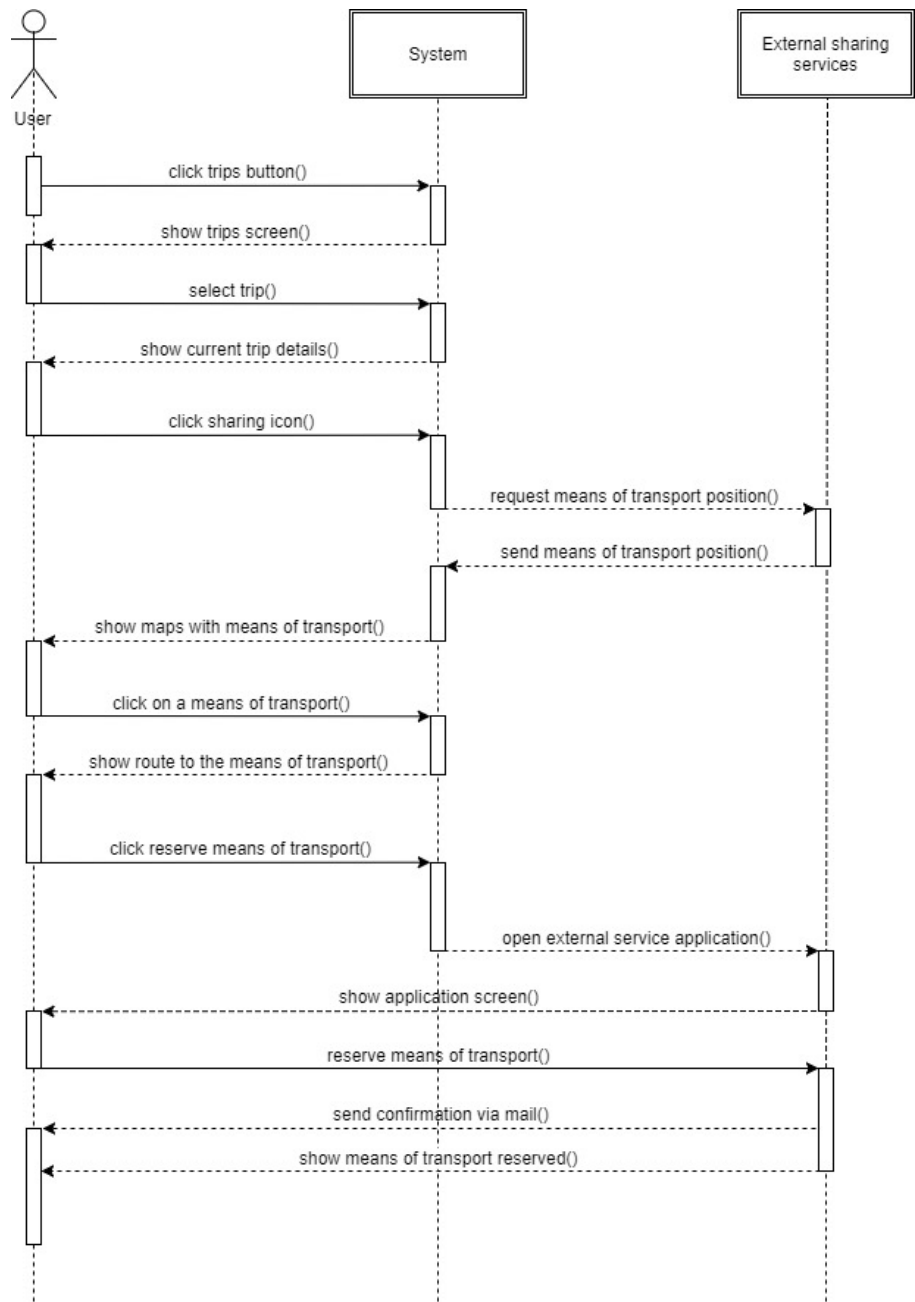 System
External sharing
services
User
click trips button()
show trips screen()
select trip()
show current trip details()
click sharing icon()
request means of transport position()
send means of transport position()
show maps with means of transport()
click on a means of transport()
show route to the means of transport()
click reserve means of transport()
open external service application()
show application screen()
reserve means of transport()
send confirmation via mail()
show means of transport reserved()